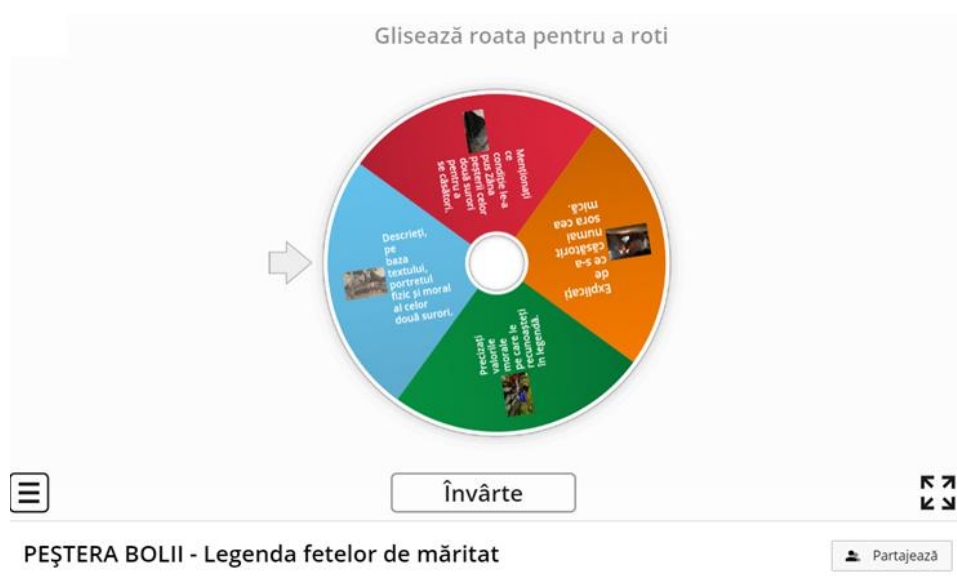 Glisează roata pentru a roti
Menționați
ce
condiție le-a
pus Zâna
peșterii celor
două surori
pentru a
se căsători.
Explicați
de
ce s-a
căsătorit
numai
sora cea
mică.
Descrieți,
pe
baza
textului,
portretul
fizic și moral
al celor
două surori.
Precizați
valorile
morale
pe care le
recunoașteți
în legendă.
Învârte
PEŞTERA BOLII - Legenda fetelor de măritat
Partajează